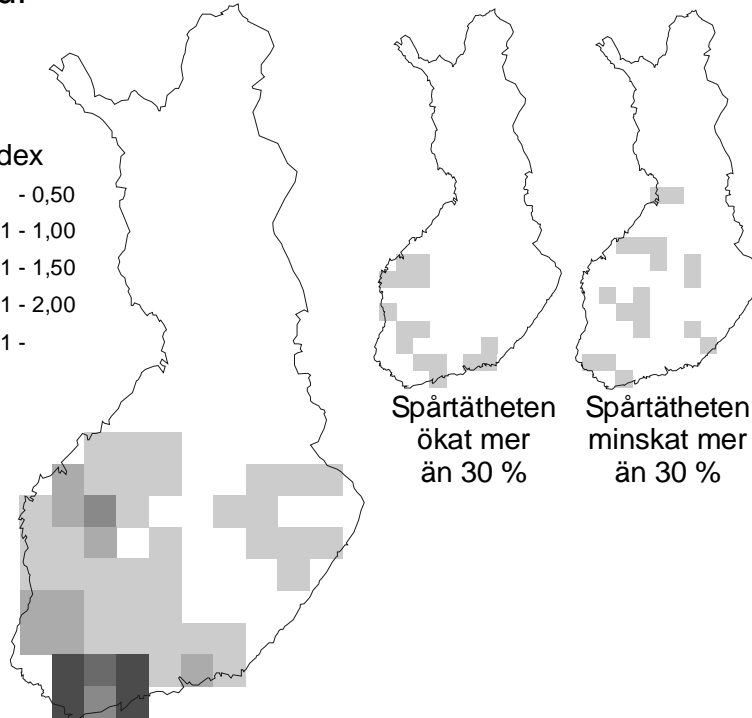 dex
- 0,50
1 - 1,00
1 - 1,50
1 - 2,00
1 -
Spårtätheten
ökat mer
än 30 %
Spårtätheten
minskat mer
än 30 %